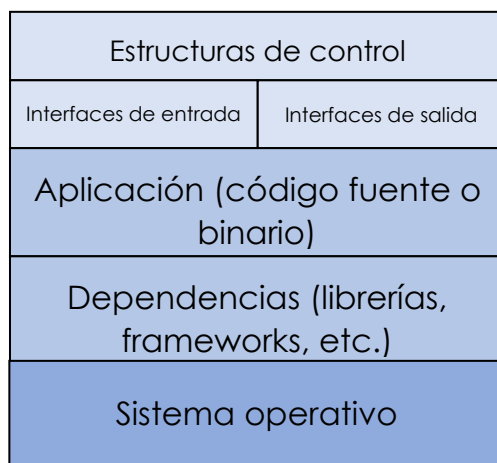 Estructuras de control
Interfaces de entrada
Interfaces de salida
Aplicación (código fuente o
binario)
Dependencias (librerías,
frameworks, etc.)
Sistema operativo